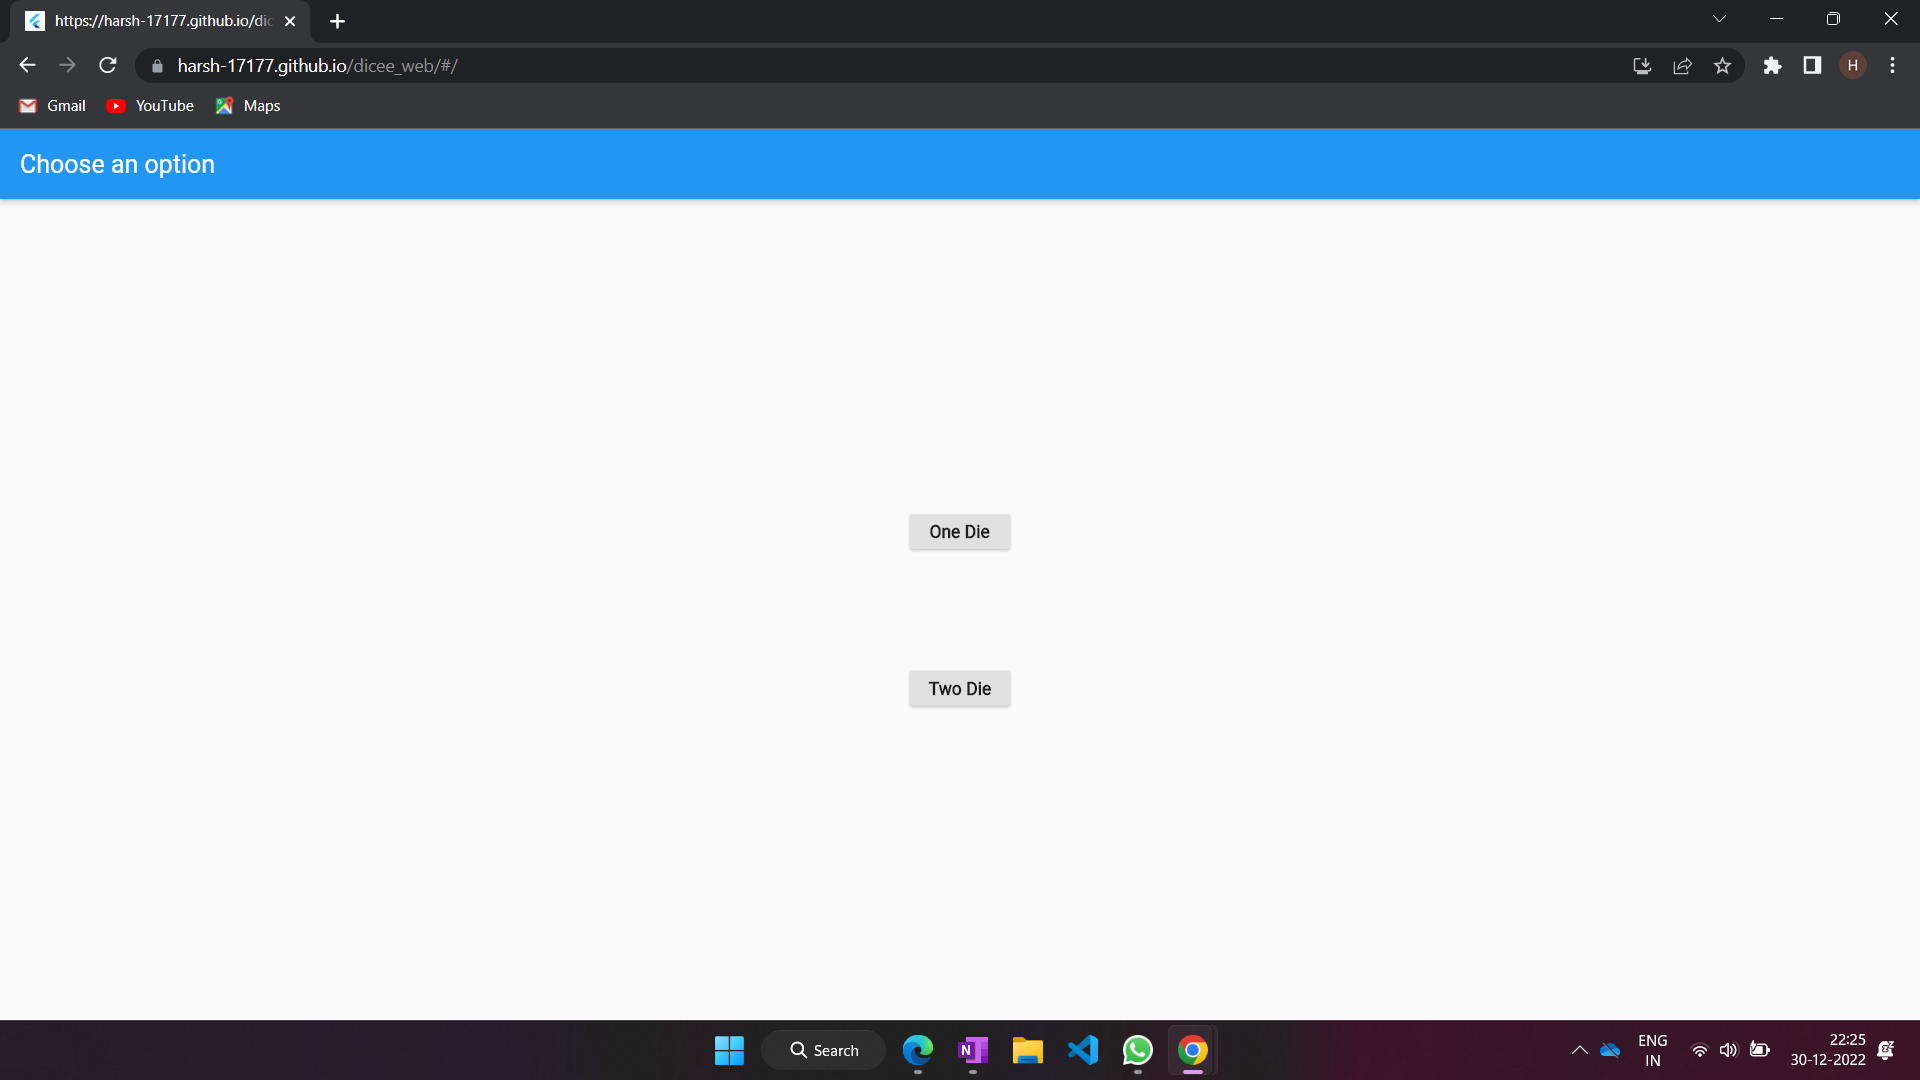 https://harsh-17177.github.io/dic
harsh-17177.github.io/dicee_web/#/
H
Gmail
YouTube
Maps
Choose an option
One Die
Two Die
Search
N
ENG
IN
22:25
30-12-2022